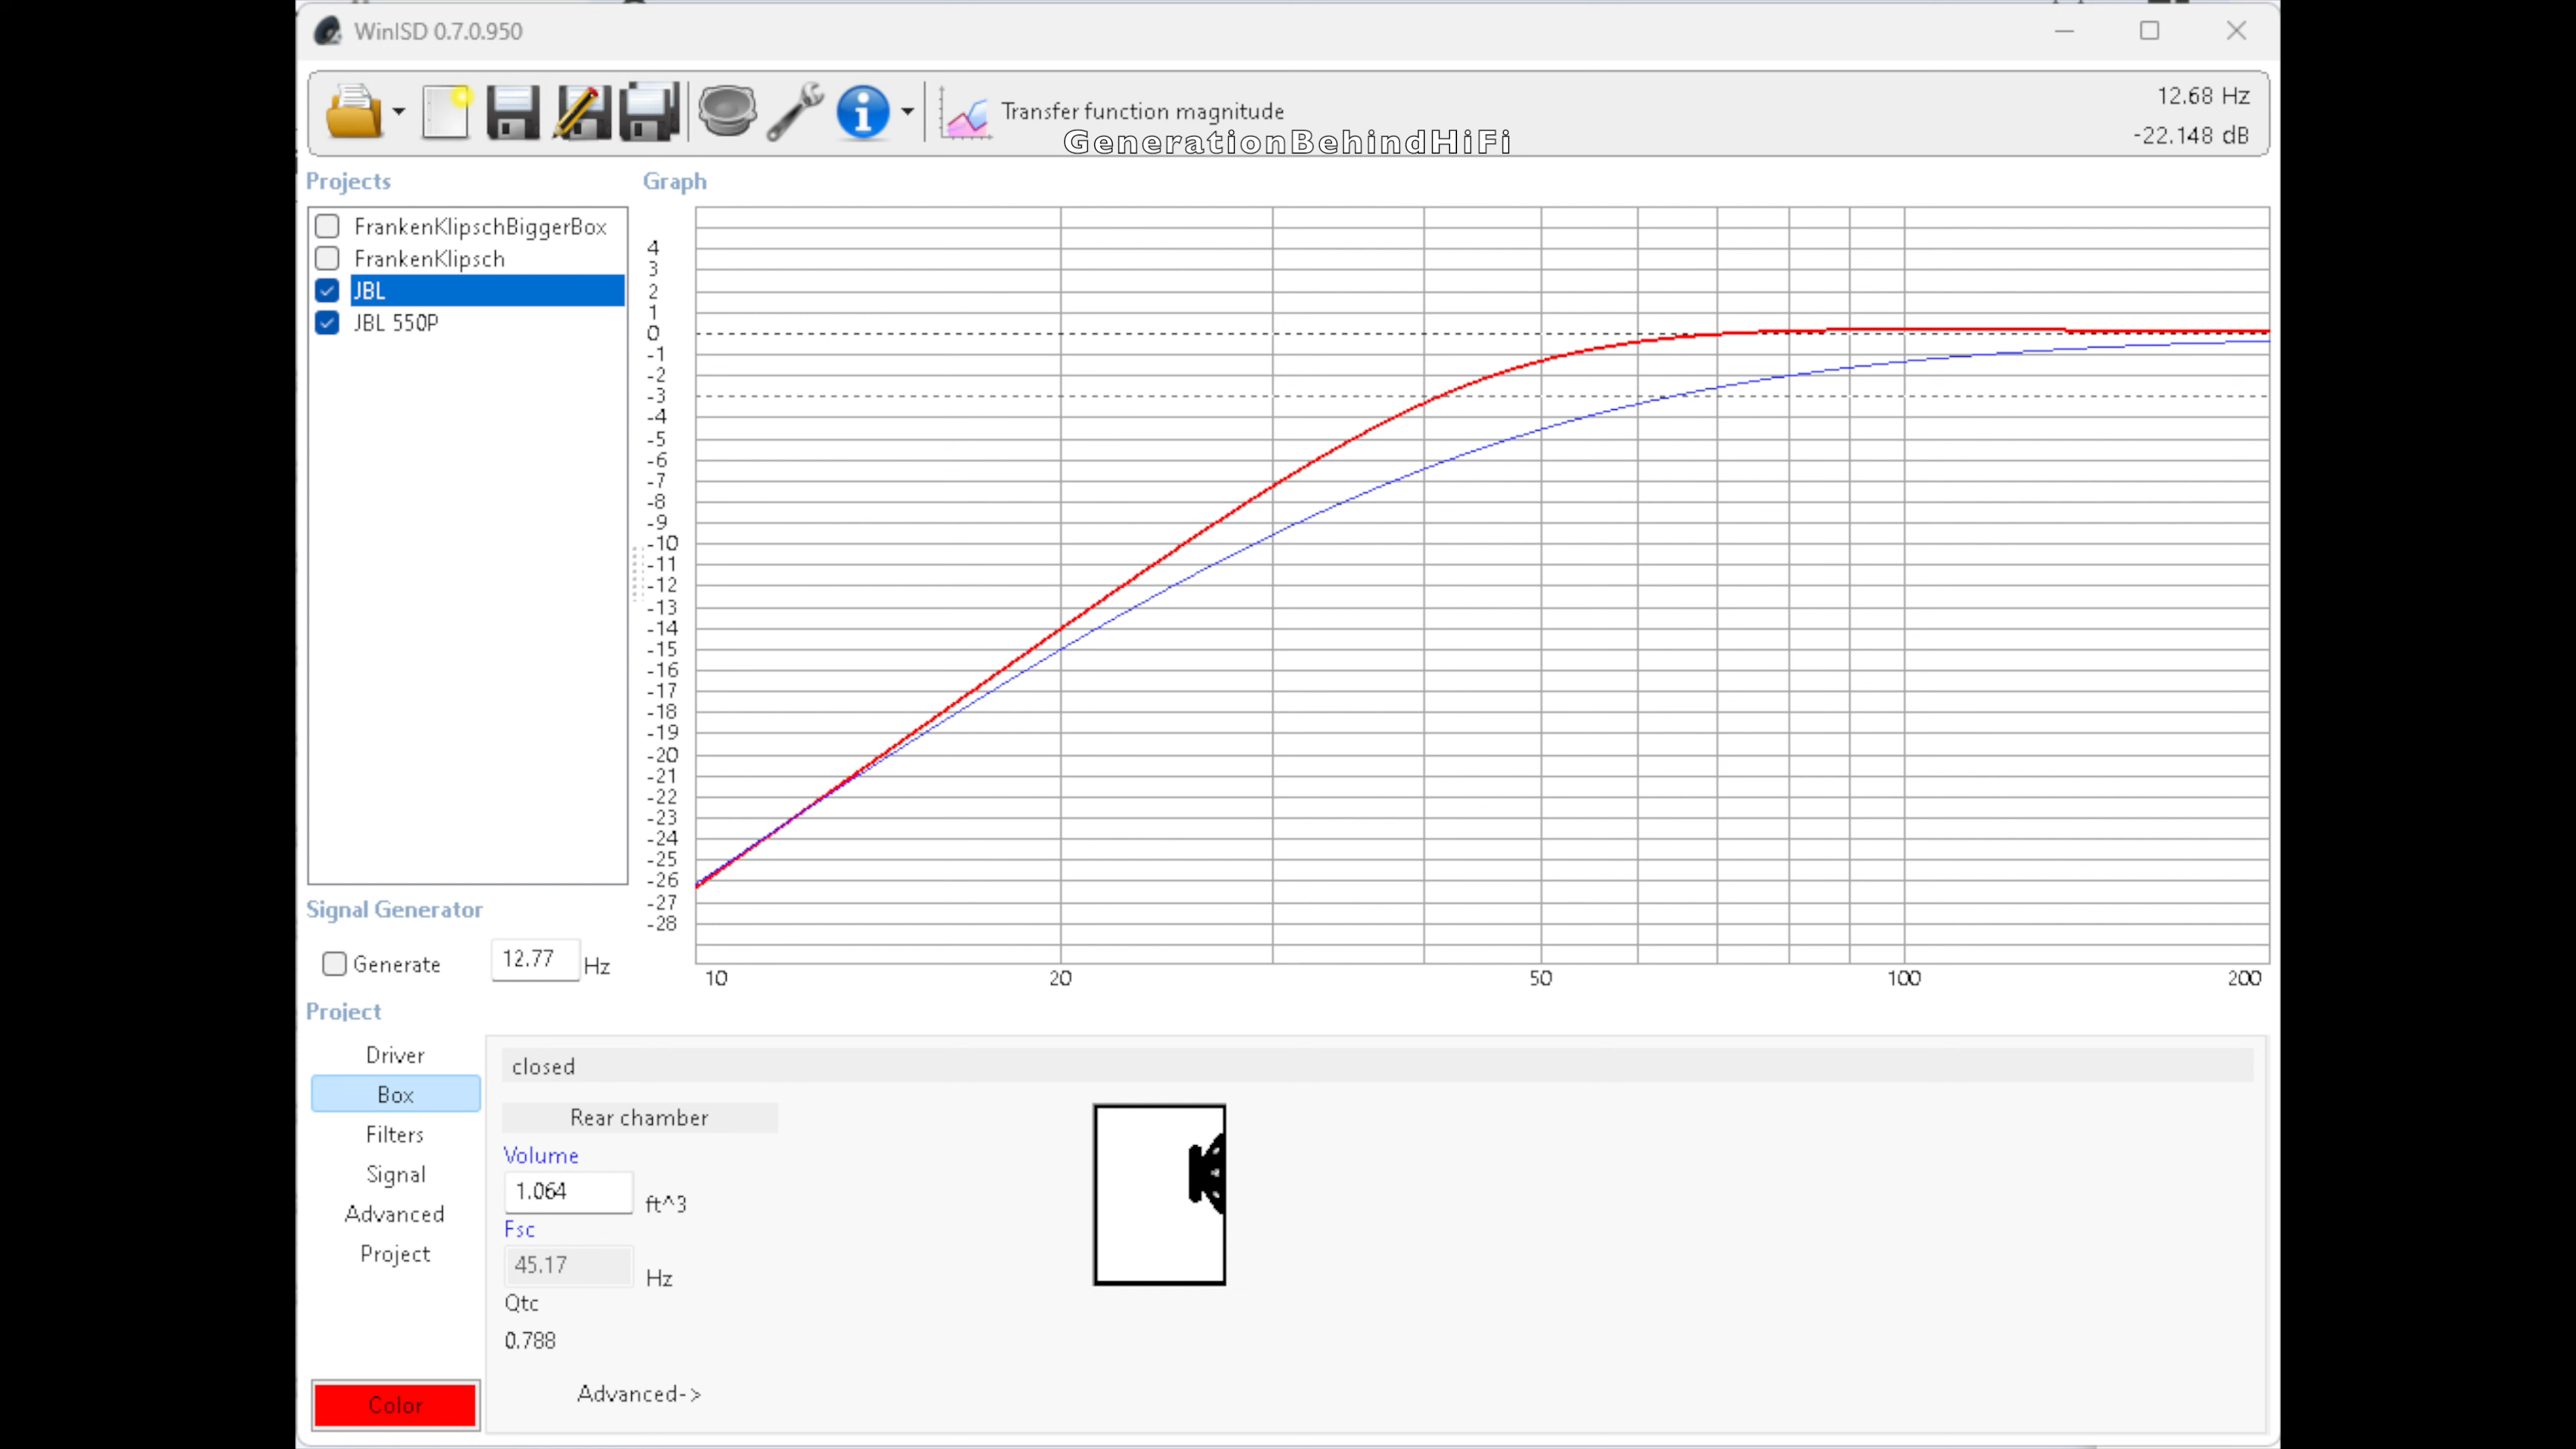 WinISD 0.7.0.950
Transfer function magnitude
12.68 Hz
-22.148 dB
GenerationBehindHiFi
Projects
Graph
FrankenKlipschBiggerBox
FrankenKlipsch
JBL
JBL 550P
4
3
2
1
0
-1
-2
-3
-4
-5
-6
-7
-8
-9
-10
-11
-12
-13
-14
-15
-16
-17
-18
-19
-20
-21
-22
-23
-24
-25
-26
-27
-28
10 20 50 100 200
Signal Generator
Generate 12.77 Hz
Project
Driver
Box
Filters
Signal
Advanced
Project
Color
closed
Rear chamber
Volume
1.064 ft^3
Fsc
45.17 Hz
Qtc
0.788
Advanced->